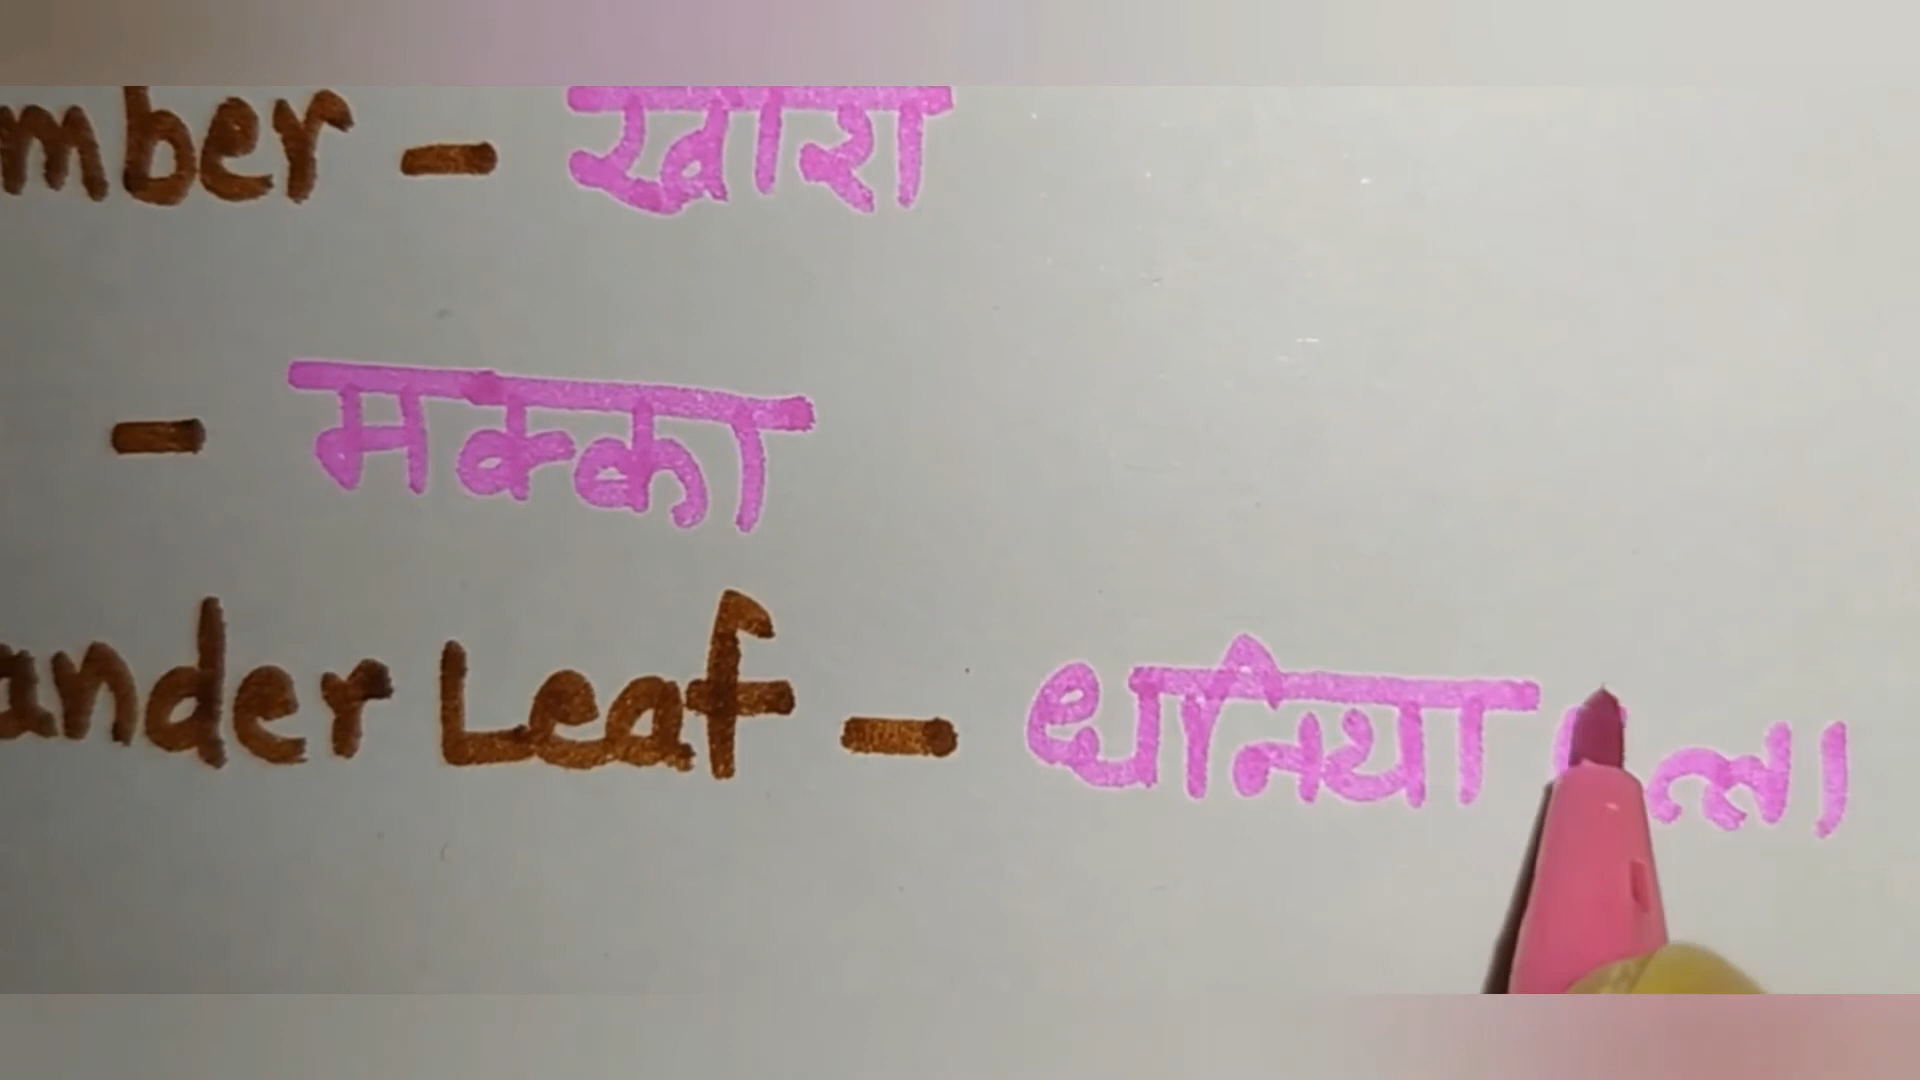 mber - खीरा
- मक्का
ander Leaf - धनिया